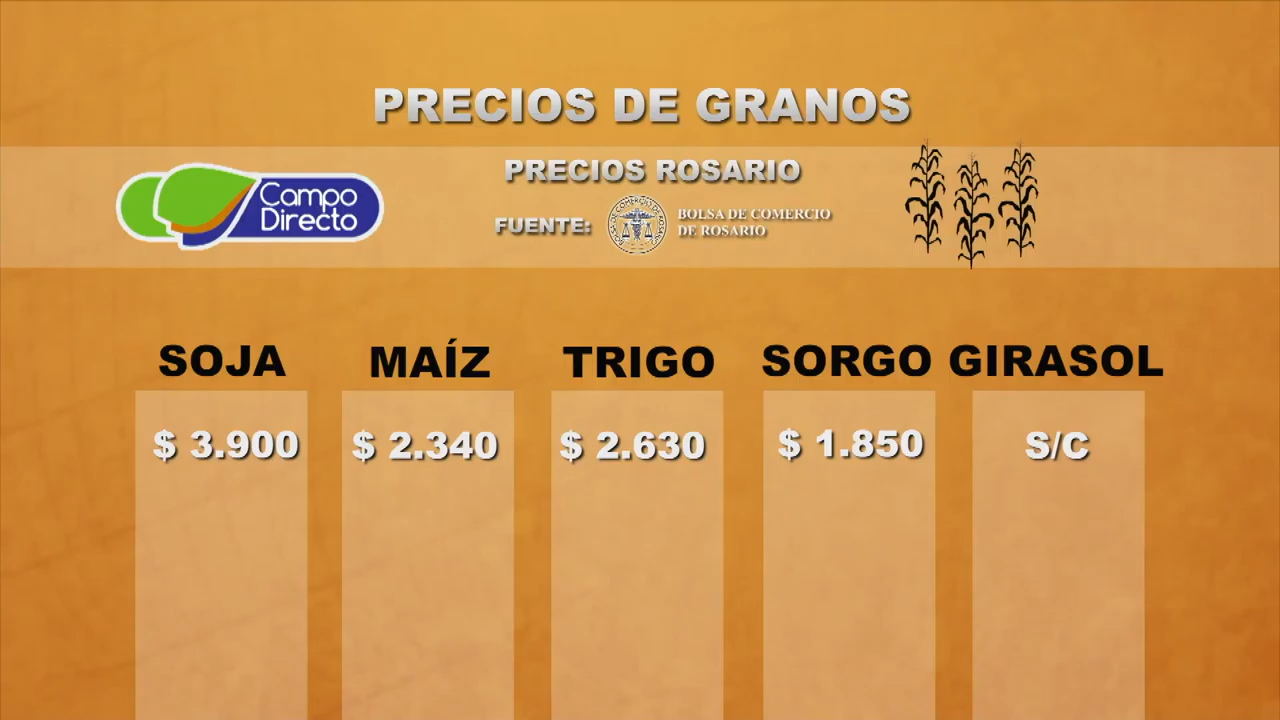 PRECIOS DE GRANOS
PRECIOS ROSARIO
Campo
Directo
FUENTE:
BOLSA DE COMERCIO
DE ROSARIO
SOJA MAÍZ TRIGO SORGO GIRASOL
$ 3.900 $ 2.340 $ 2.630 $ 1.850 S/C